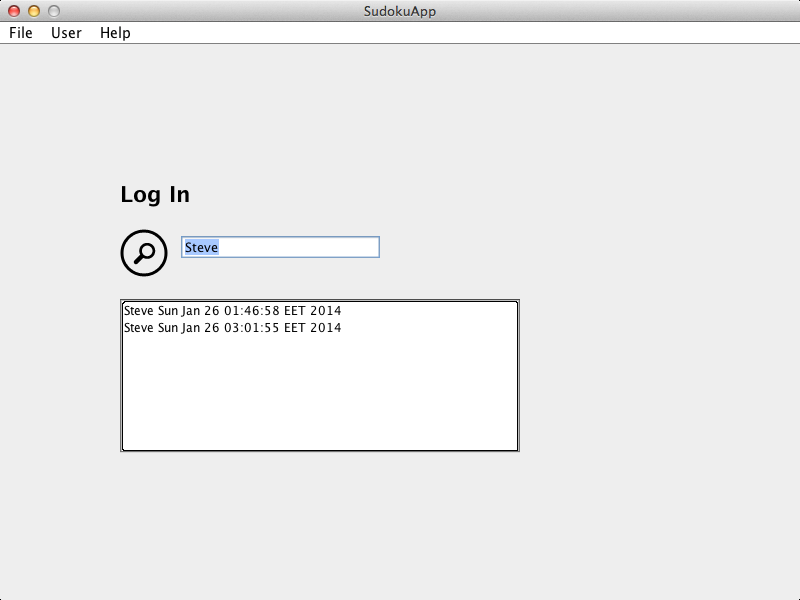 SudokuApp
File User Help
Log In
Steve
Steve Sun Jan 26 01:46:58 EET 2014
Steve Sun Jan 26 03:01:55 EET 2014